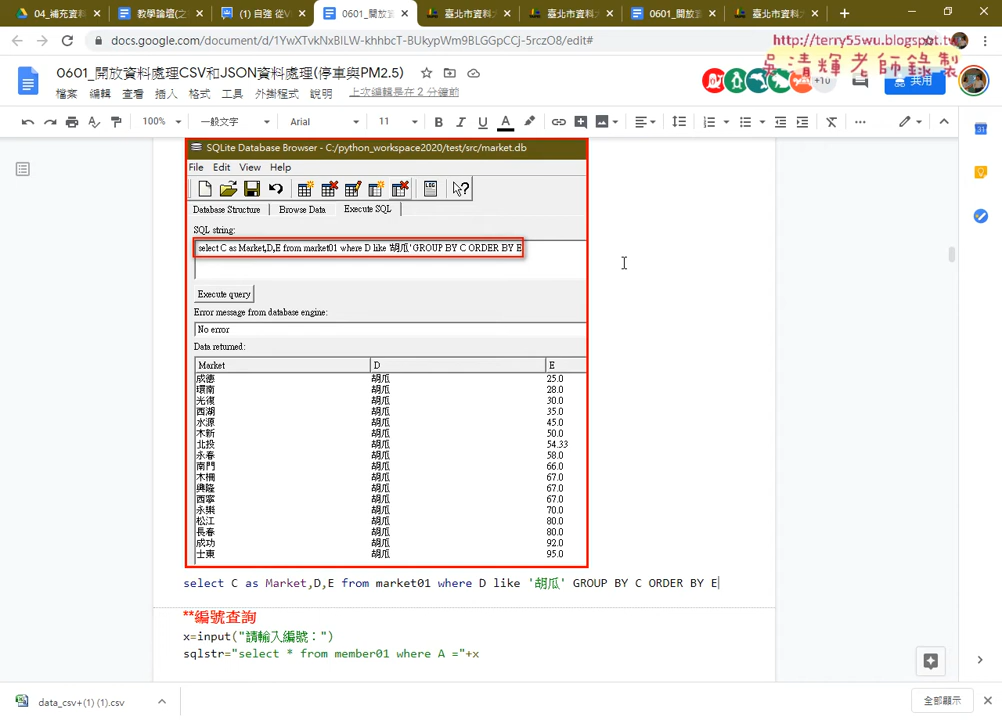 04_補充資料
教學論壇(之
(1) 自強 從V
0601_開放
臺北市資料
臺北市資料大
0601_開放
臺北市資料
docs.google.com/document/d/1YwXTvkNxBILW-khhbcT-BUkypWm9BLGGpCCj-5rczO8/edit#
http://terry55wu.blogspot.tw
吳清輝老師錄製
0601_開放資料處理CSV和JSON資料處理(停車與PM2.5)
檔案 編輯 查看 插入 格式 工具 外掛程式 說明 上次編輯是在 2 分鐘前
+10
共用
100% 一般文字 Arial 11 B I U A
SQLite Database Browser - C:/python_workspace2020/test/src/market.db
File Edit View Help
LOG
Database Structure Browse Data Execute SQL
SQL string:
select C as Market,D,E from market01 where D like '胡瓜' GROUP BY C ORDER BY E
Execute query
Error message from database engine:
No error
Data returned:
Market D E
成德 胡瓜 25.0
環南 胡瓜 28.0
光復 胡瓜 30.0
西湖 胡瓜 35.0
水源 胡瓜 45.0
木新 胡瓜 50.0
北投 胡瓜 54.33
永春 胡瓜 58.0
南門 胡瓜 66.0
木柵 胡瓜 67.0
興隆 胡瓜 67.0
西寧 胡瓜 67.0
永樂 胡瓜 70.0
松江 胡瓜 80.0
長春 胡瓜 80.0
成功 胡瓜 92.0
士東 胡瓜 95.0
select C as Market,D,E from market01 where D like '胡瓜' GROUP BY C ORDER BY E
**編號查詢
x=input("請輸入編號：")
sqlstr="select * from member01 where A ="+x
data_csv+(1) (1).csv
全部顯示